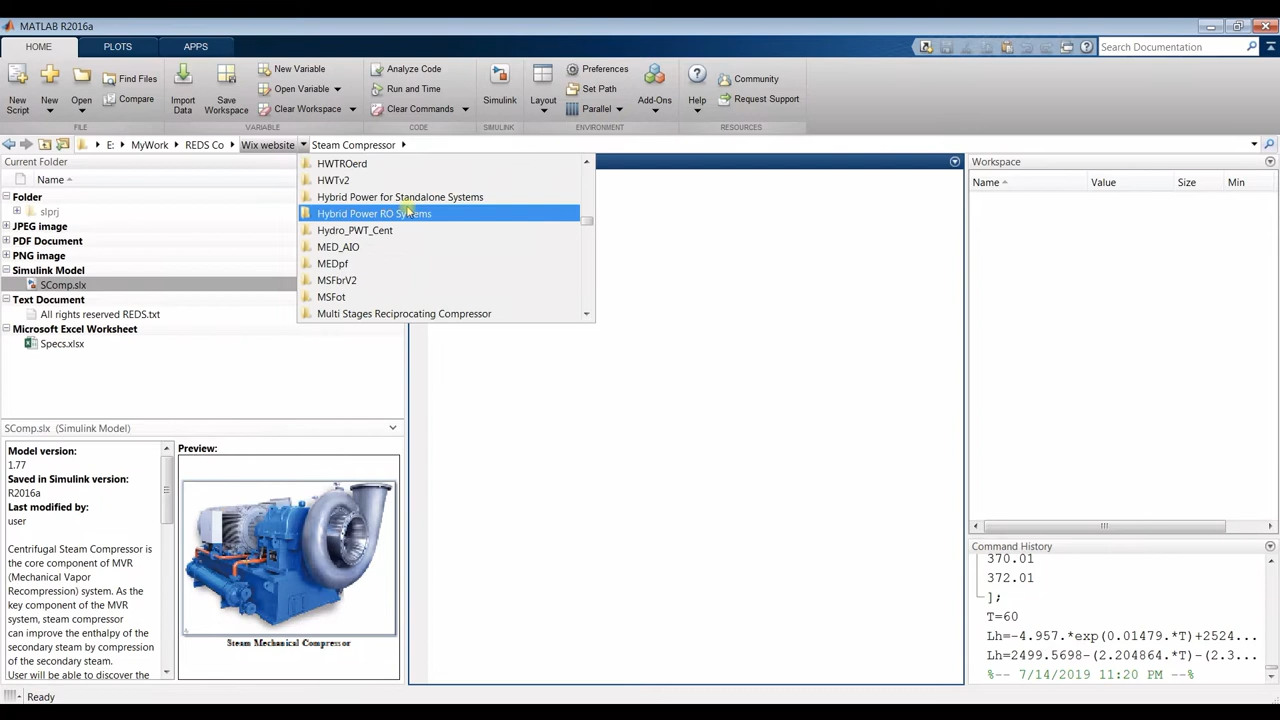 MATLAB R2016a
HOME
PLOTS
APPS
Search Documentation
New Script
New
Open
Find Files
Compare
Import Data
Save Workspace
New Variable
Open Variable
Clear Workspace
Analyze Code
Run and Time
Clear Commands
Simulink
Layout
Preferences
Set Path
Parallel
Add-Ons
Help
Community
Request Support
FILE
VARIABLE
CODE
SIMULINK
ENVIRONMENT
RESOURCES
E:
MyWork
REDS Co
Wix website
Steam Compressor
Current Folder
Name
Folder
slprj
JPEG image
PDF Document
PNG image
Simulink Model
SComp.slx
Text Document
All rights reserved REDS.txt
Microsoft Excel Worksheet
Specs.xlsx
HWTROerd
HWTv2
Hybrid Power for Standalone Systems
Hybrid Power RO Systems
Hydro_PWT_Cent
MED_AIO
MEDpf
MSFbrV2
MSFot
Multi Stages Reciprocating Compressor
Workspace
Name
Value
Size
Min
SComp.slx (Simulink Model)
Model version:
1.77
Saved in Simulink version:
R2016a
Last modified by:
user
Centrifugal Steam Compressor is
the core component of MVR
(Mechanical Vapor
Recompression) system. As the
key component of the MVR
system, steam compressor
can improve the enthalpy of the
secondary steam by compression
of the secondary steam.
User will be able to discover the
Preview:
Steam Mechanical Compressor
Command History
370.01
372.01
];
T=60
Lh=-4.957.*exp(0.01479.*T)+2524...
Lh=2499.5698-(2.204864.*T)-(2.3...
%-- 7/14/2019 11:20 PM --%
Ready